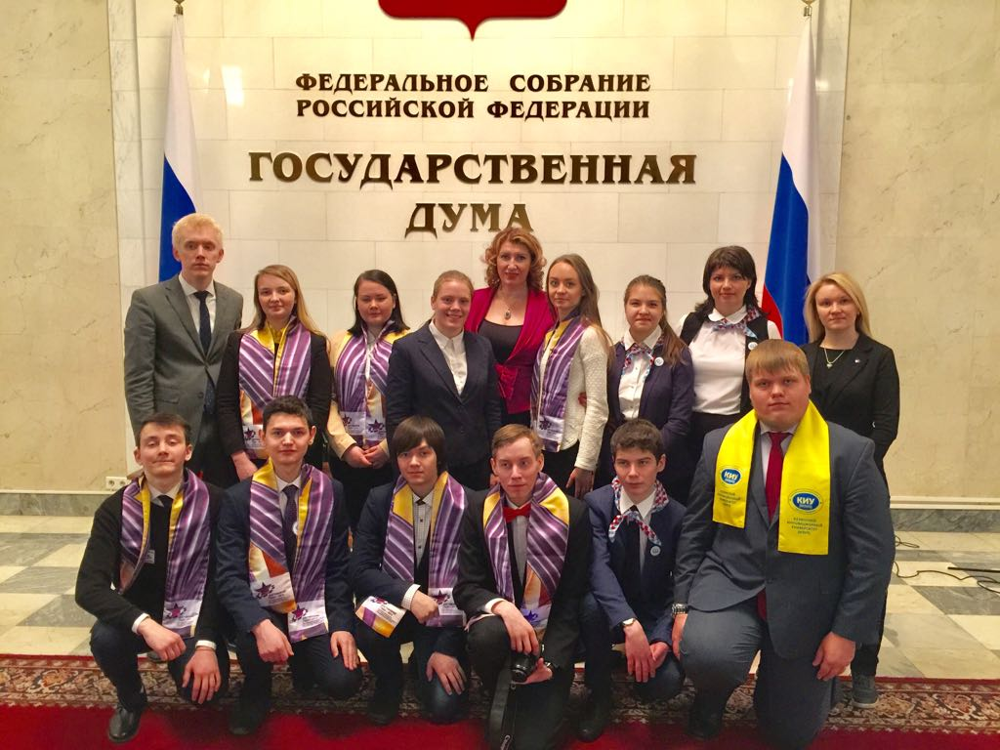 ФЕДЕРАЛЬНОЕ СОБРАНИЕ
РОССИЙСКОЙ ФЕДЕРАЦИИ
ГОСУДАРСТВЕННАЯ
ДУМА
КИУ
КИУ